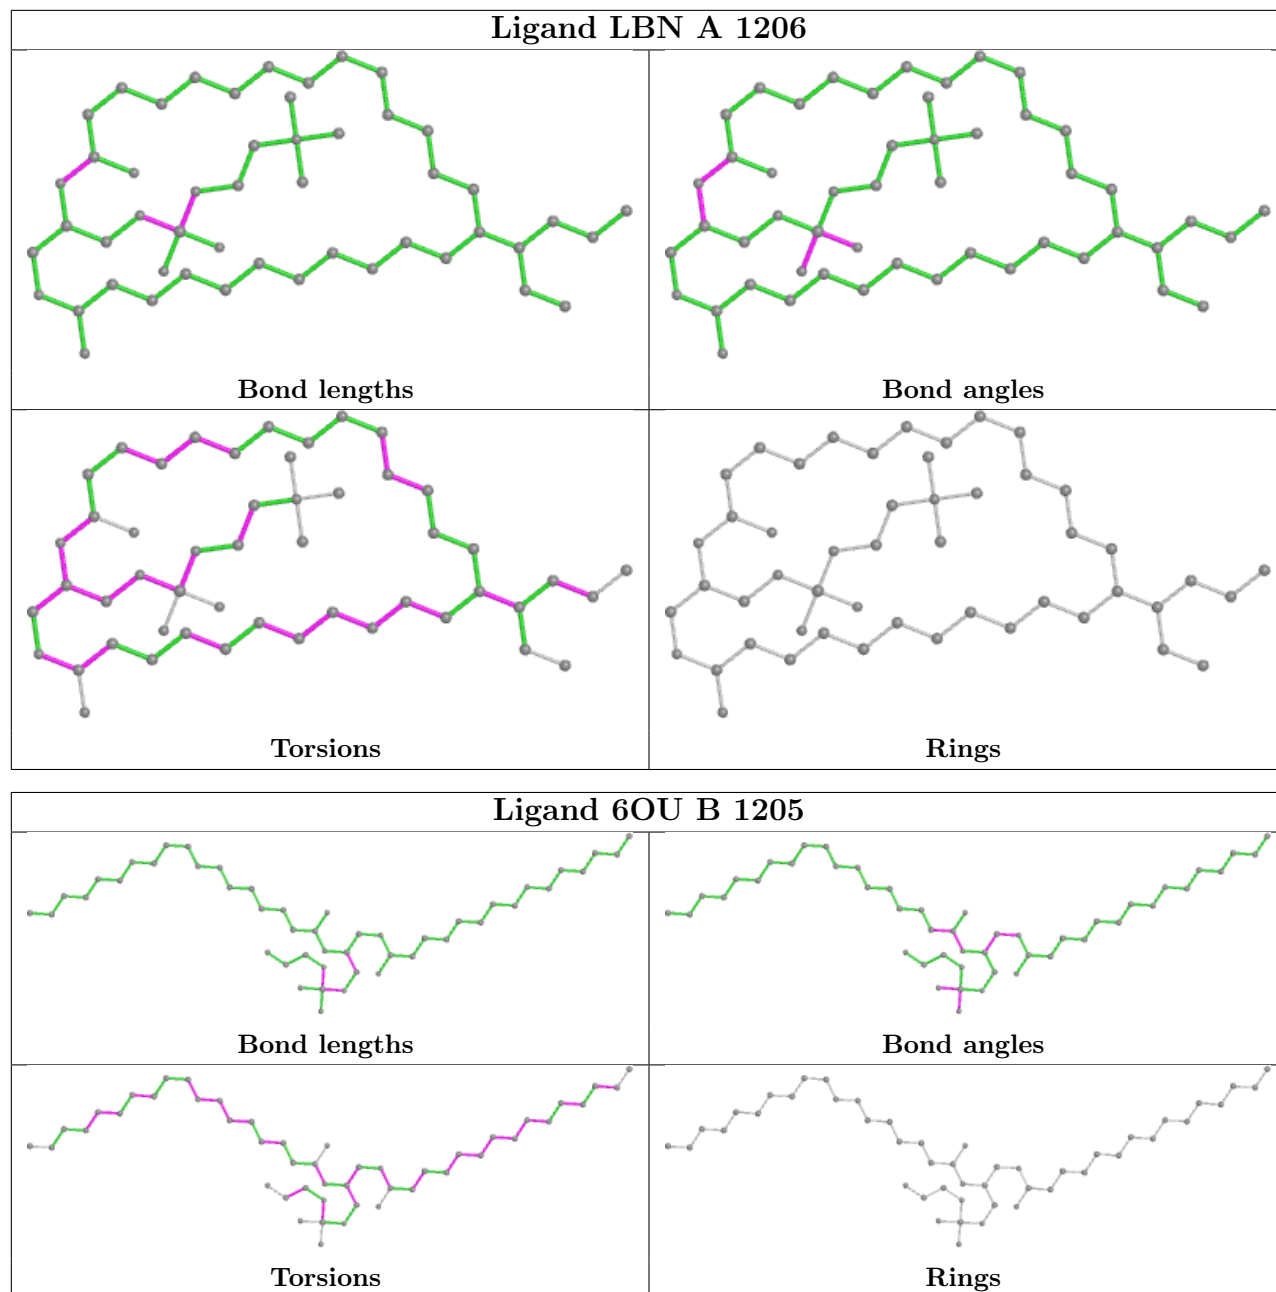 Ligand LBN A 1206
Bond lengths
Bond angles
Torsions
Rings
Ligand 6OU B 1205
Bond lengths
Bond angles
Torsions
Rings